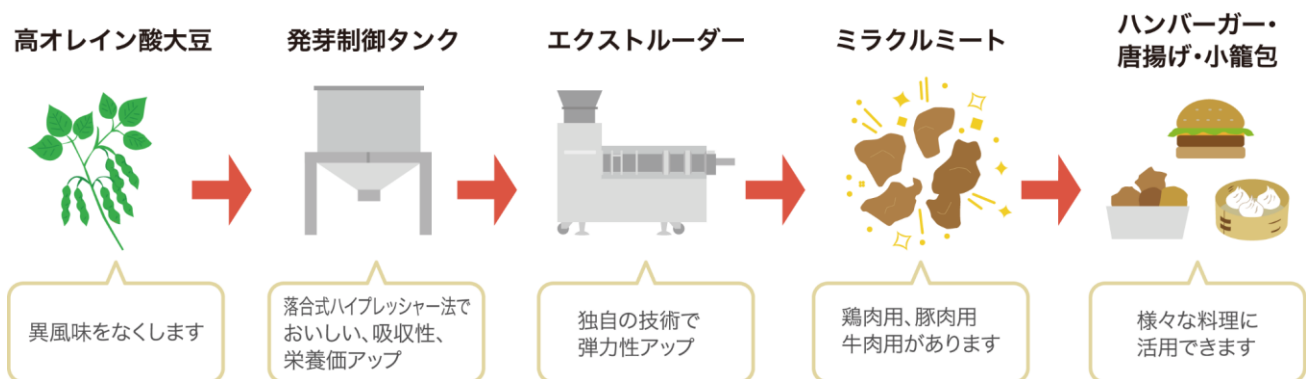 高オレイン酸大豆
発芽制御タンク
エクストルーダー
ミラクルミート
ハンバーガー・
唐揚げ・小籠包
異風味をなくします
落合式ハイプレッシャー法で
おいしい、吸収性、
栄養価アップ
独自の技術で
弾力性アップ
鶏肉用、豚肉用
牛肉用があります
様々な料理に
活用できます